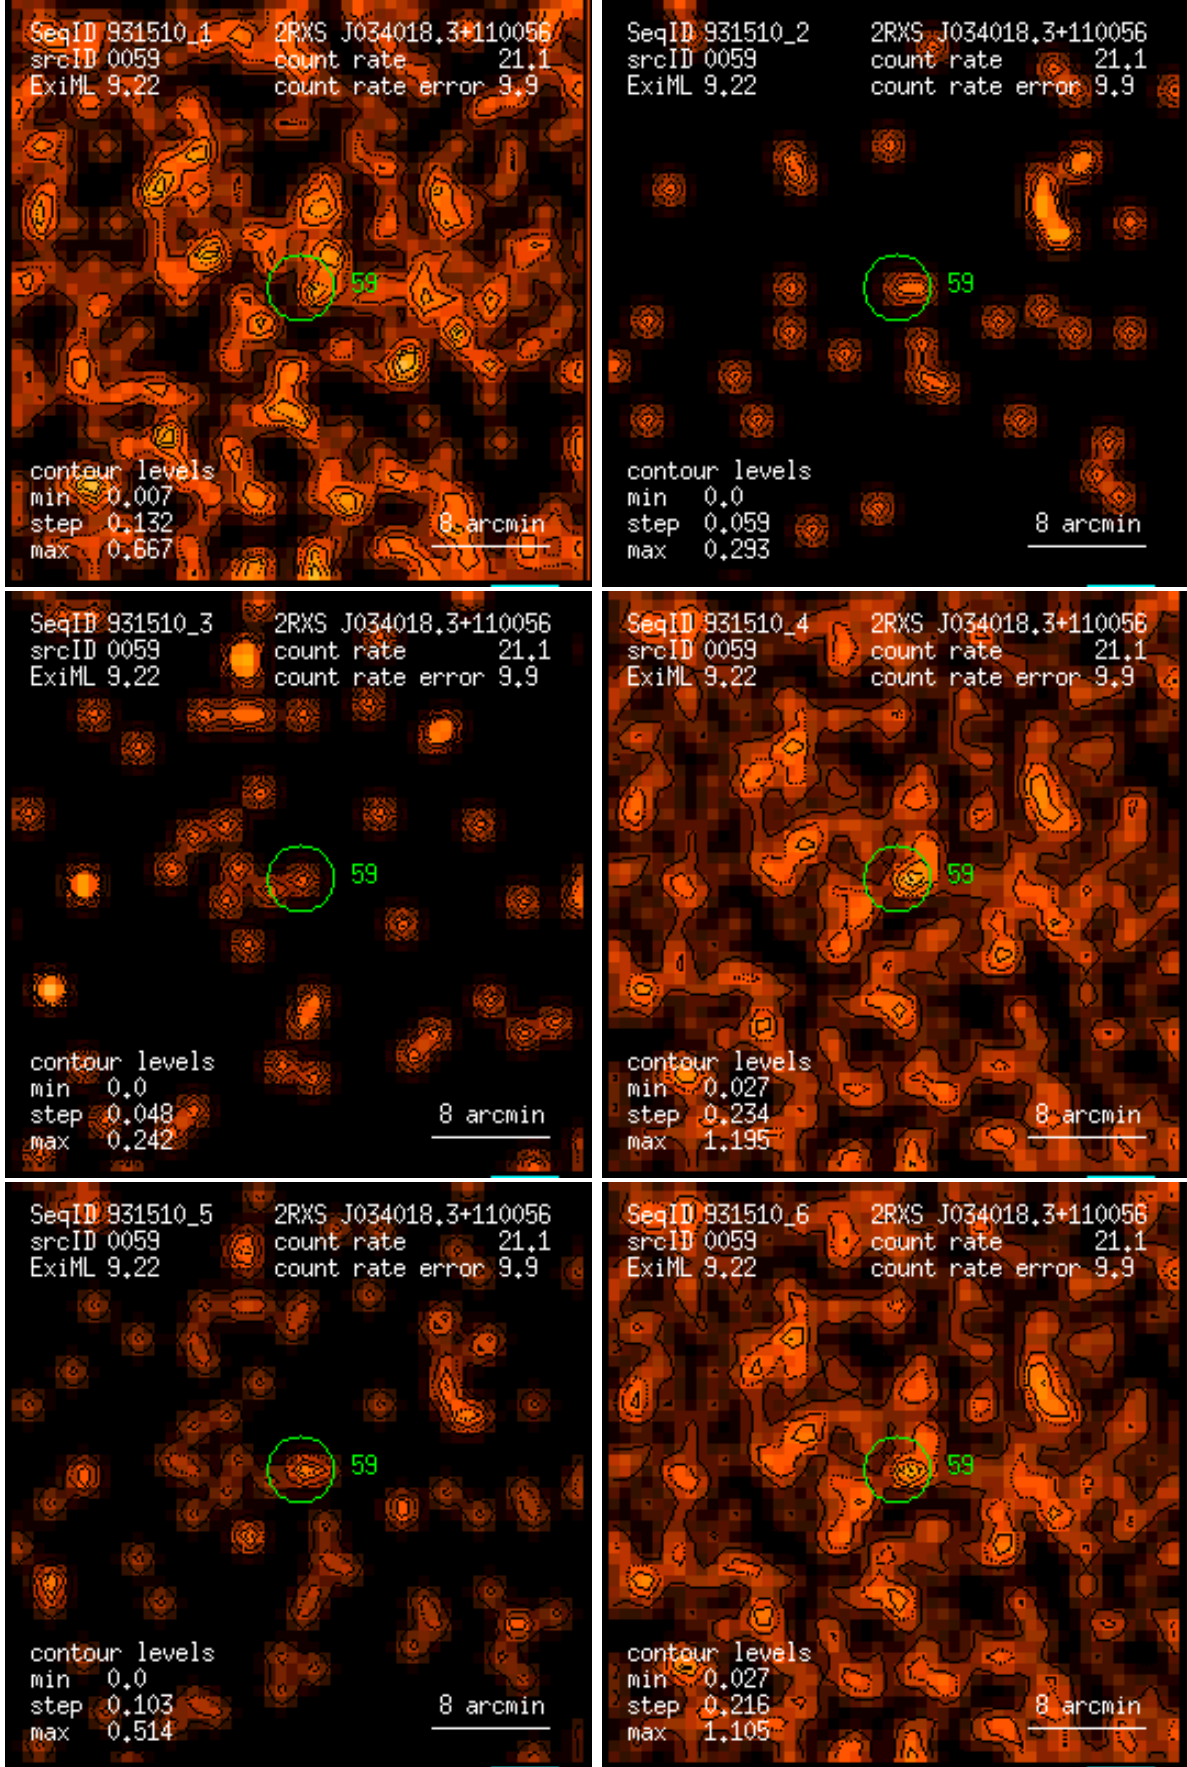 SeqID 931510_1 2RXS J034018.3+110056
srcID 0059 count rate 21.1
ExiML 9.22 count rate error 9.9
59
contour levels
min 0.007
step 0.132
max 0.667
8 arcmin
SeqID 931510_2 2RXS J034018.3+110056
srcID 0059 count rate 21.1
ExiML 9.22 count rate error 9.9
59
contour levels
min 0.0
step 0.059
max 0.293
8 arcmin
SeqID 931510_3 2RXS J034018.3+110056
srcID 0059 count rate 21.1
ExiML 9.22 count rate error 9.9
59
contour levels
min 0.0
step 0.048
max 0.242
8 arcmin
SeqID 931510_4 2RXS J034018.3+110056
srcID 0059 count rate 21.1
ExiML 9.22 count rate error 9.9
59
contour levels
min 0.027
step 0.234
max 1.195
8 arcmin
SeqID 931510_5 2RXS J034018.3+110056
srcID 0059 count rate 21.1
ExiML 9.22 count rate error 9.9
59
contour levels
min 0.0
step 0.103
max 0.514
8 arcmin
SeqID 931510_6 2RXS J034018.3+110056
srcID 0059 count rate 21.1
ExiML 9.22 count rate error 9.9
59
contour levels
min 0.027
step 0.216
max 1.105
8 arcmin